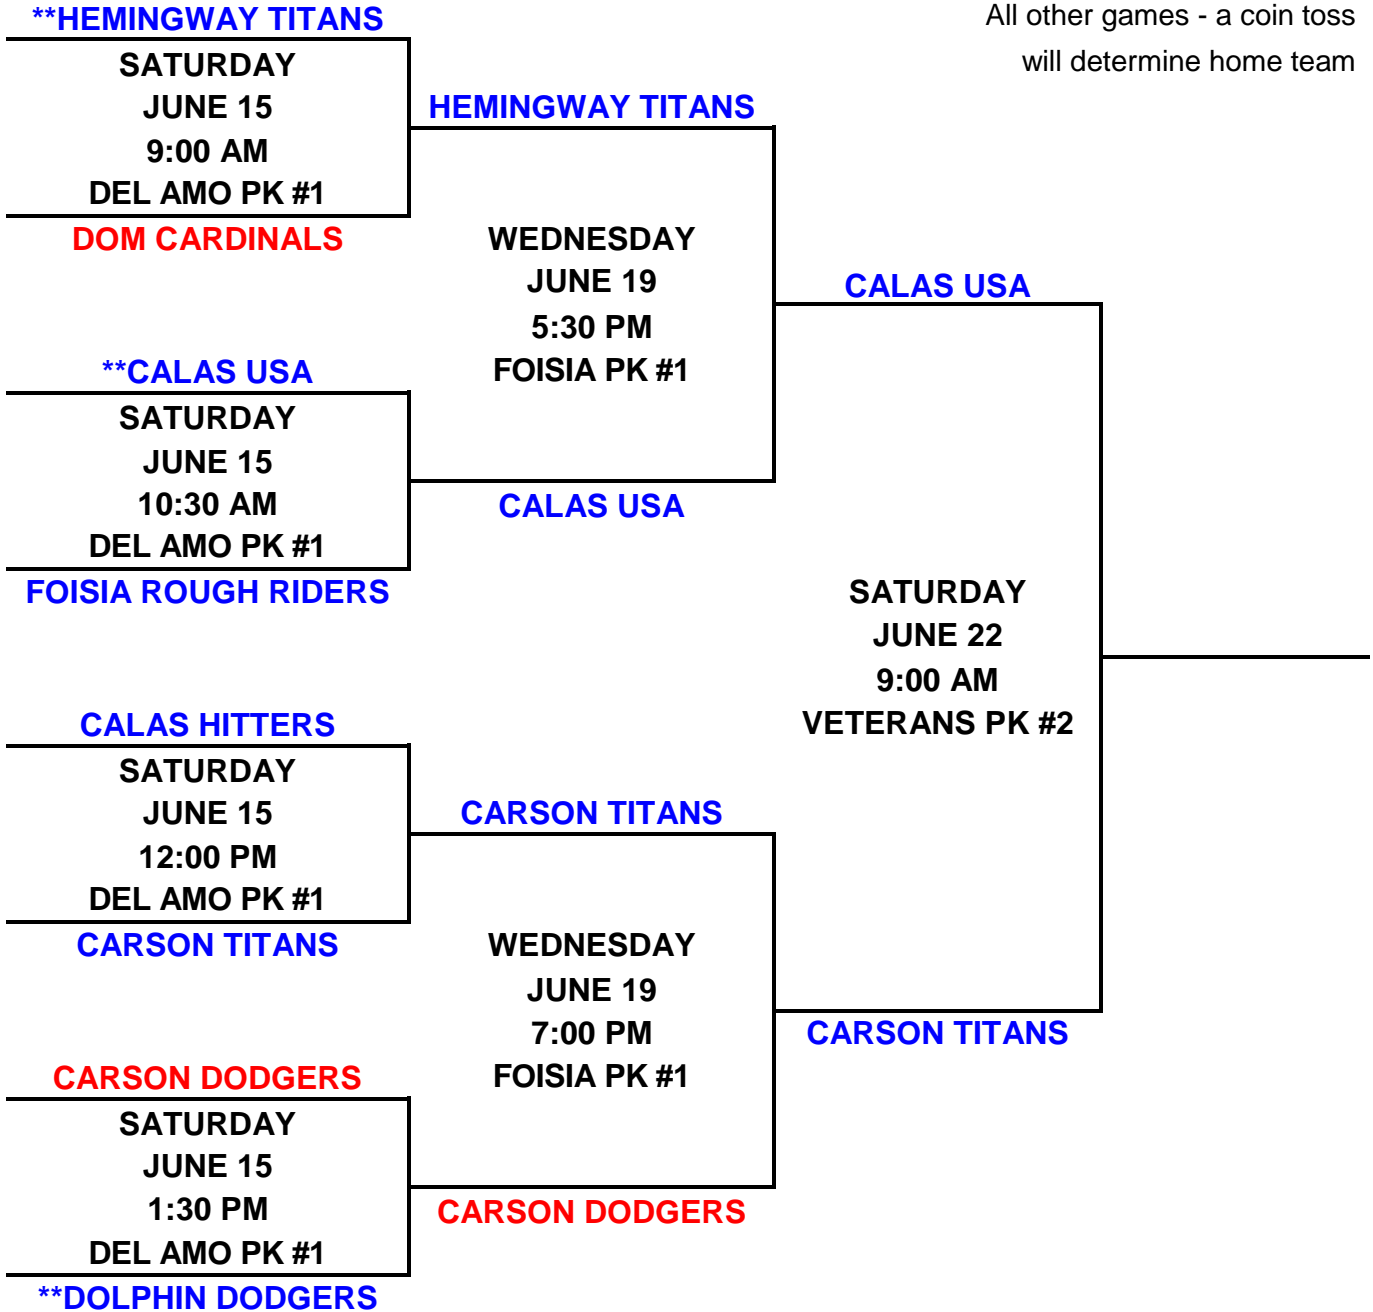 **HEMINGWAY TITANS
All other games - a coin toss
will determine home team
SATURDAY
JUNE 15
9:00 AM
DEL AMO PK #1
DOM CARDINALS
HEMINGWAY TITANS
WEDNESDAY
JUNE 19
5:30 PM
FOISIA PK #1
CALAS USA
**CALAS USA
SATURDAY
JUNE 15
10:30 AM
DEL AMO PK #1
FOISIA ROUGH RIDERS
CALAS USA
SATURDAY
JUNE 22
9:00 AM
VETERANS PK #2
CALAS HITTERS
SATURDAY
JUNE 15
12:00 PM
DEL AMO PK #1
CARSON TITANS
CARSON TITANS
WEDNESDAY
JUNE 19
7:00 PM
FOISIA PK #1
CARSON TITANS
CARSON DODGERS
SATURDAY
JUNE 15
1:30 PM
DEL AMO PK #1
**DOLPHIN DODGERS
CARSON DODGERS